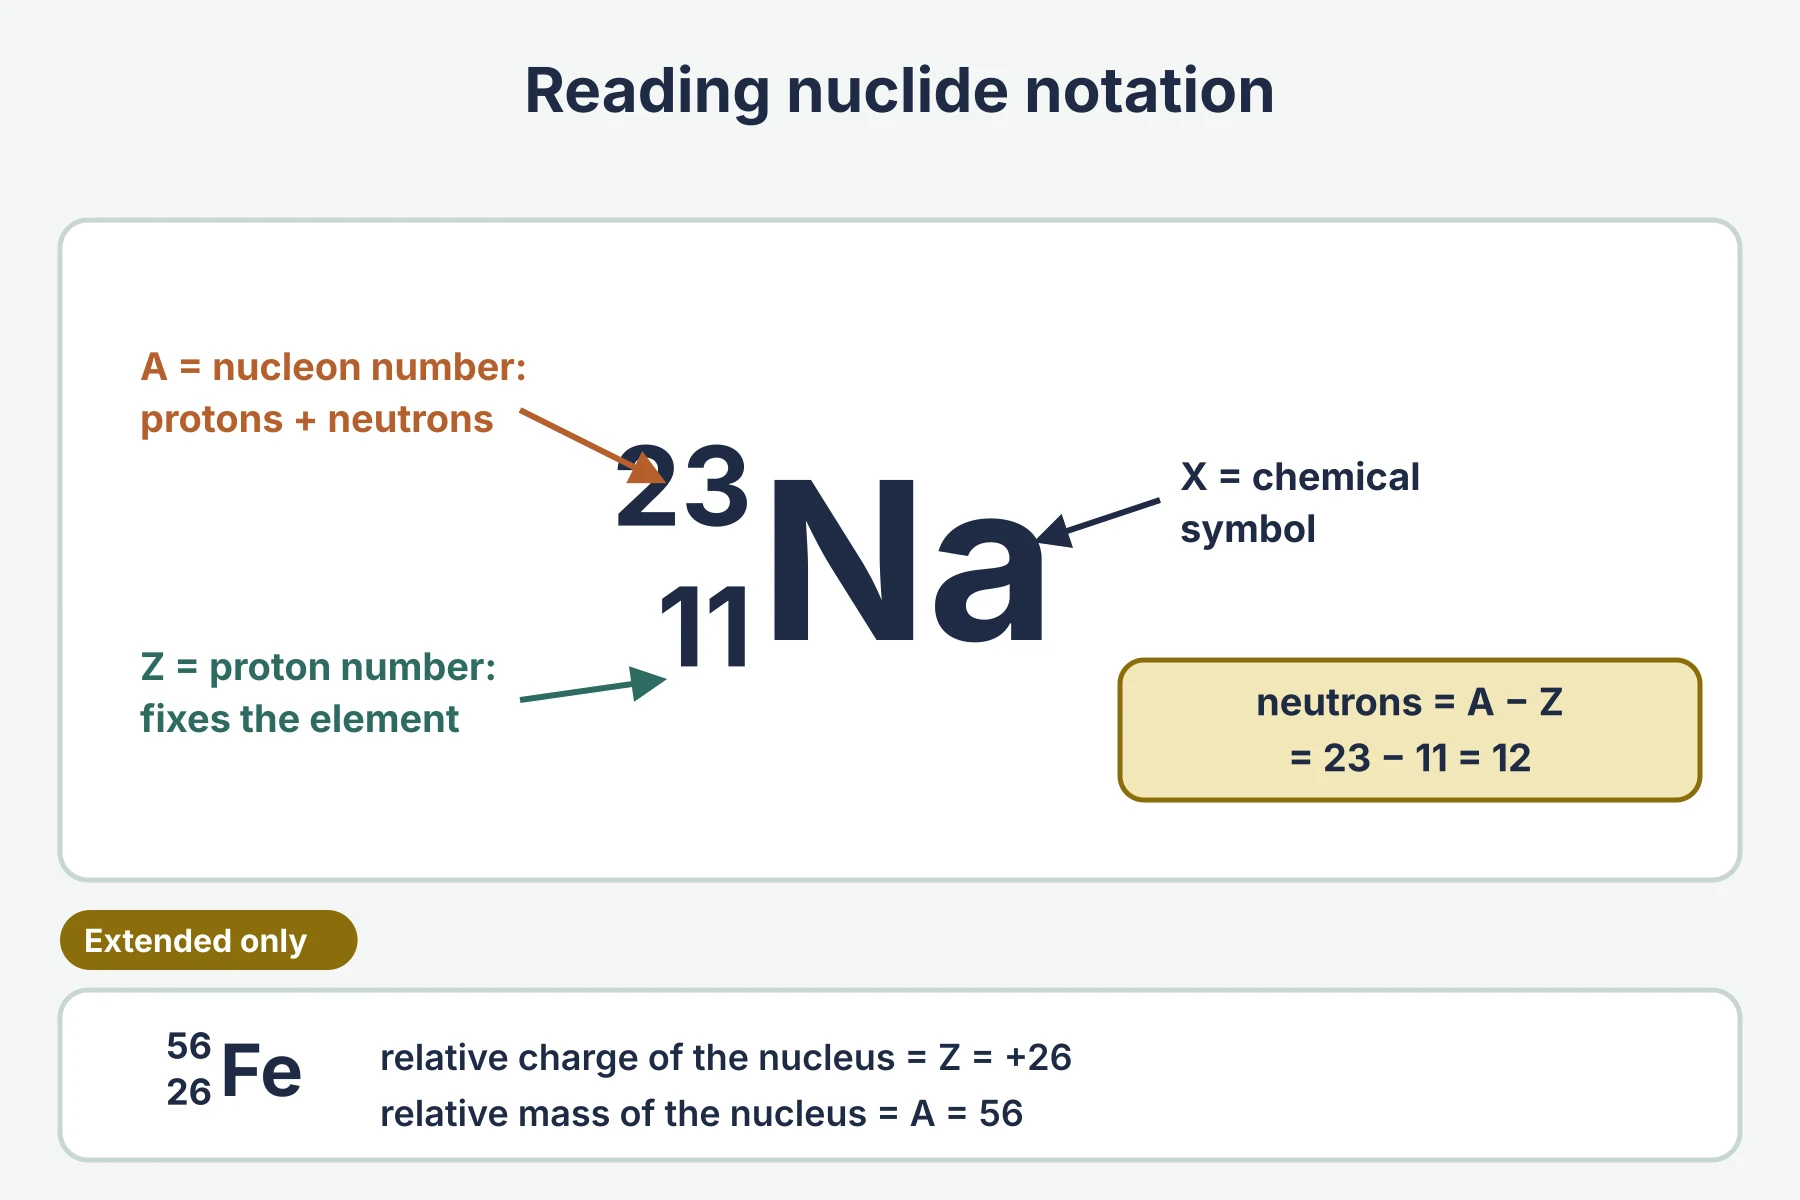 Reading nuclide notation
A = nucleon number:
protons + neutrons
23
11
Na
X = chemical
symbol
Z = proton number:
fixes the element
neutrons = A − Z
= 23 − 11 = 12
Extended only
56
26
Fe
relative charge of the nucleus = Z = +26
relative mass of the nucleus = A = 56